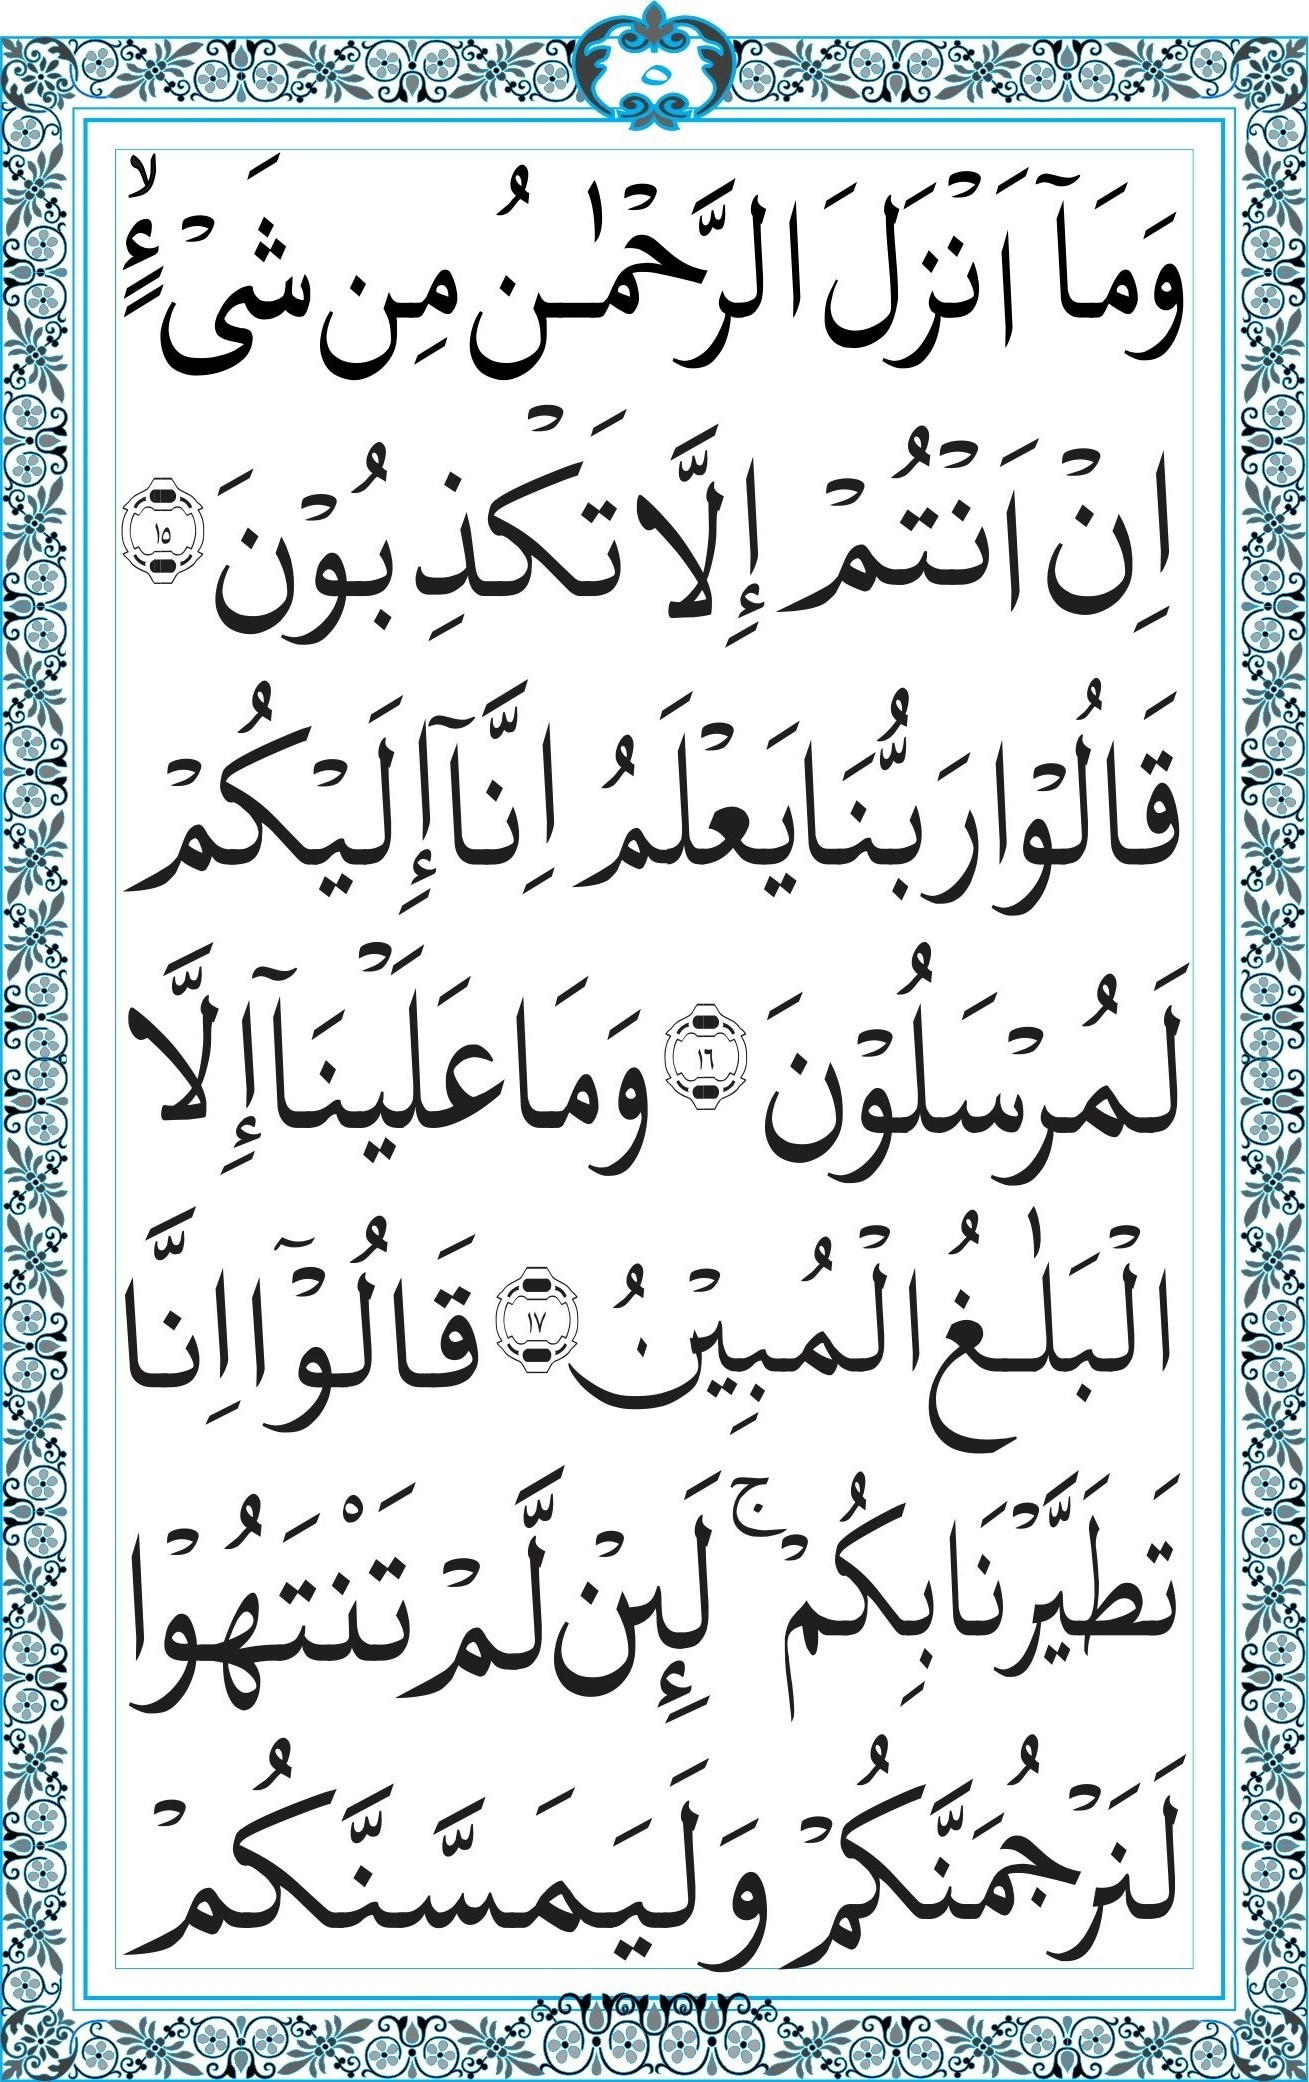 ٥
وَمَآ اَنْزَلَ الرَّحْمٰنُ مِن شَیْءٍۙ
اِنْ اَنْتُمْ إِلَّا تَكْذِبُوْنَ ١٥
قَالُوْا رَبُّنَا يَعْلَمُ اِنَّآ إِلَيْكُمْ
لَمُرْسَلُوْنَ ١٦ وَمَا عَلَيْنَآ إِلَّا
الْبَلٰغُ الْمُبِيْنُ ١٧ قَالُوْٓا اِنَّا
تَطَيَّرْنَا بِكُمْۚ لَإِىِٕنْ لَّمْ تَنْتَهُوْا
لَنَرْجُمَنَّكُمْ وَلَيَمَسَّنَّكُمْ